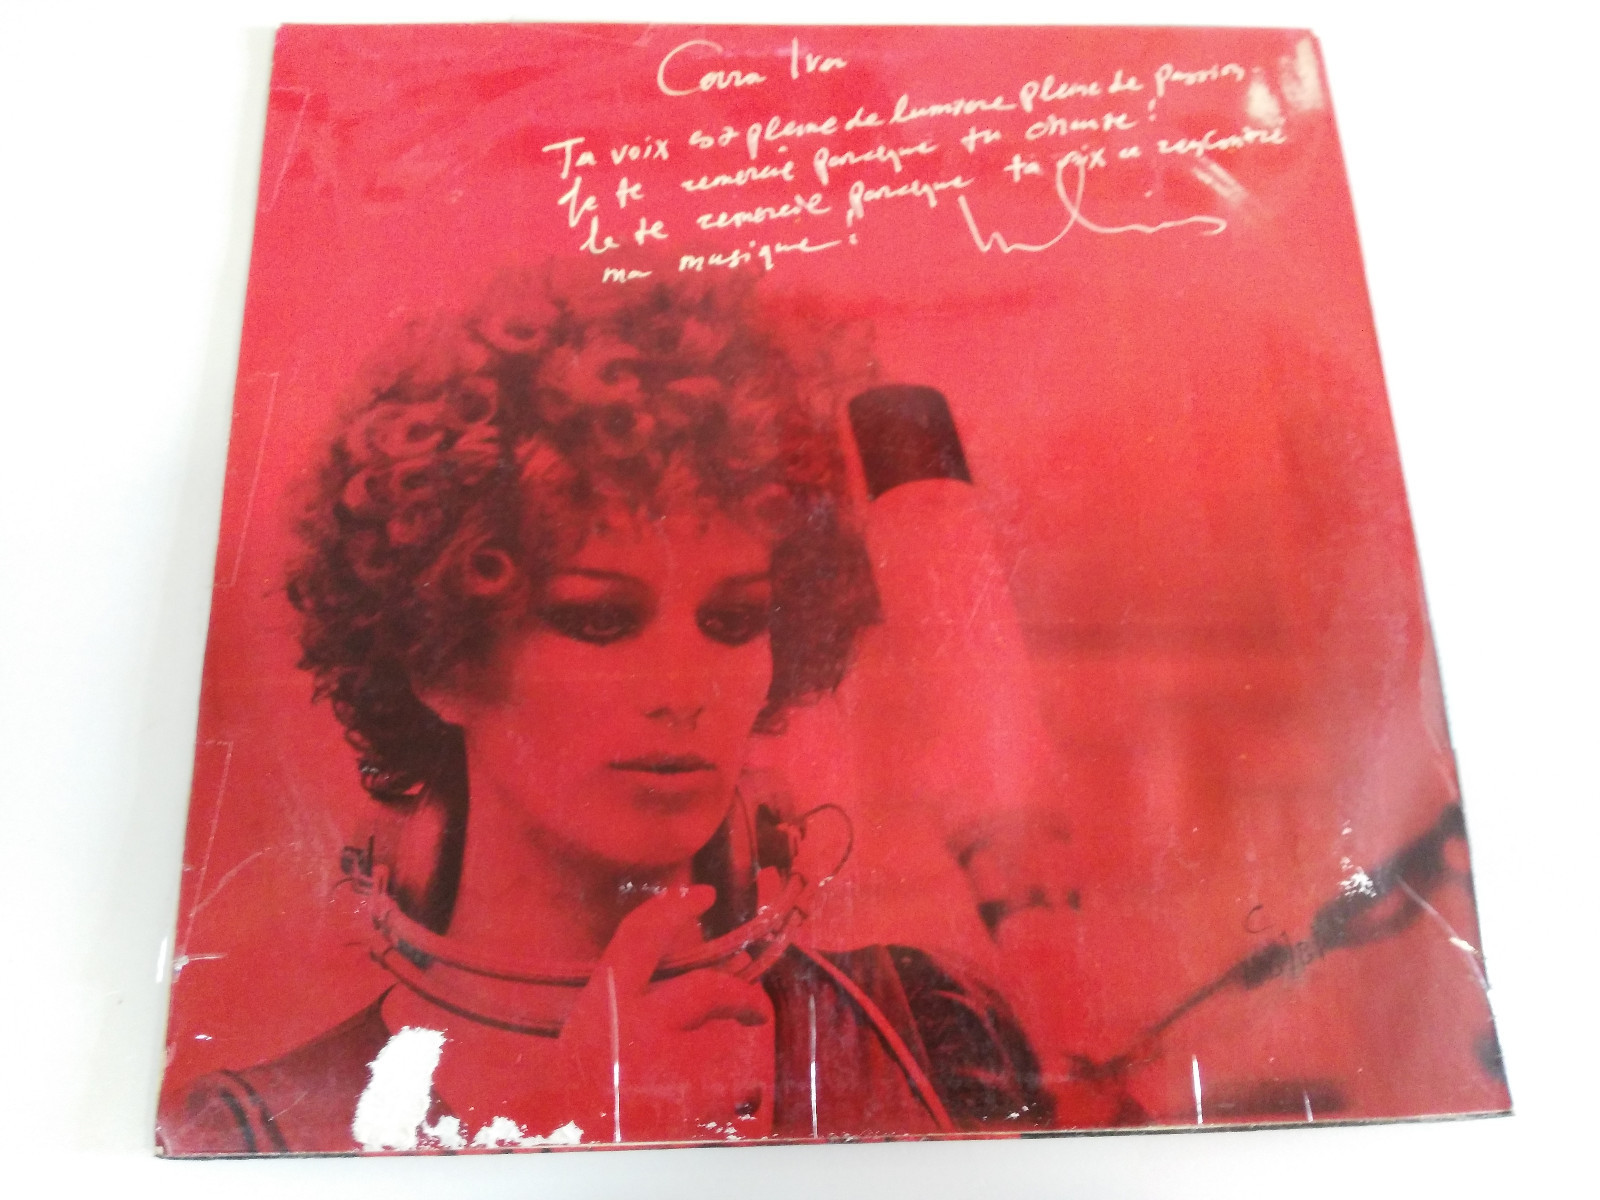 Cara Iva
Ta voix est pleine de lumiere pleine de passion
Je te remercie parceque tu chante!
Je te remercie parceque ta voix a rencontré
ma musique!
C